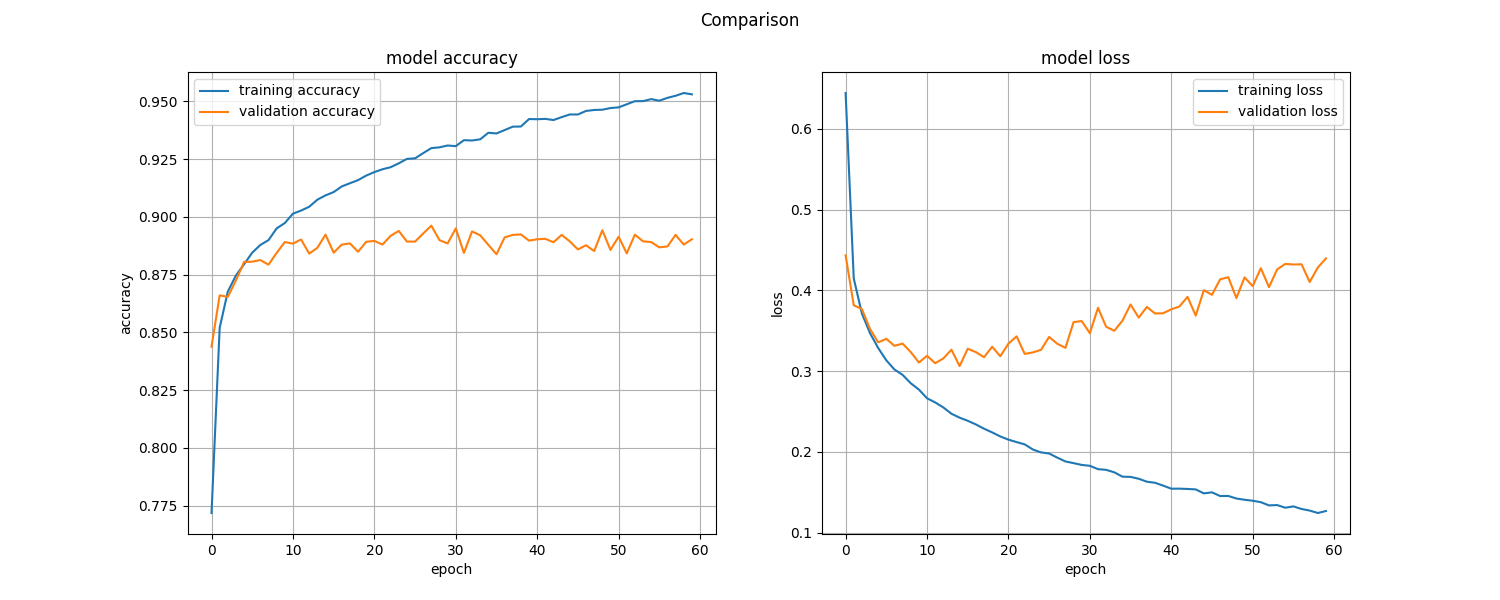 Comparison
model accuracy
training accuracy
validation accuracy
0.950
0.925
0.900
0.875
0.850
0.825
0.800
0.775
accuracy
0 10 20 30 40 50 60
epoch
model loss
training loss
validation loss
0.6
0.5
0.4
0.3
0.2
0.1
loss
0 10 20 30 40 50 60
epoch